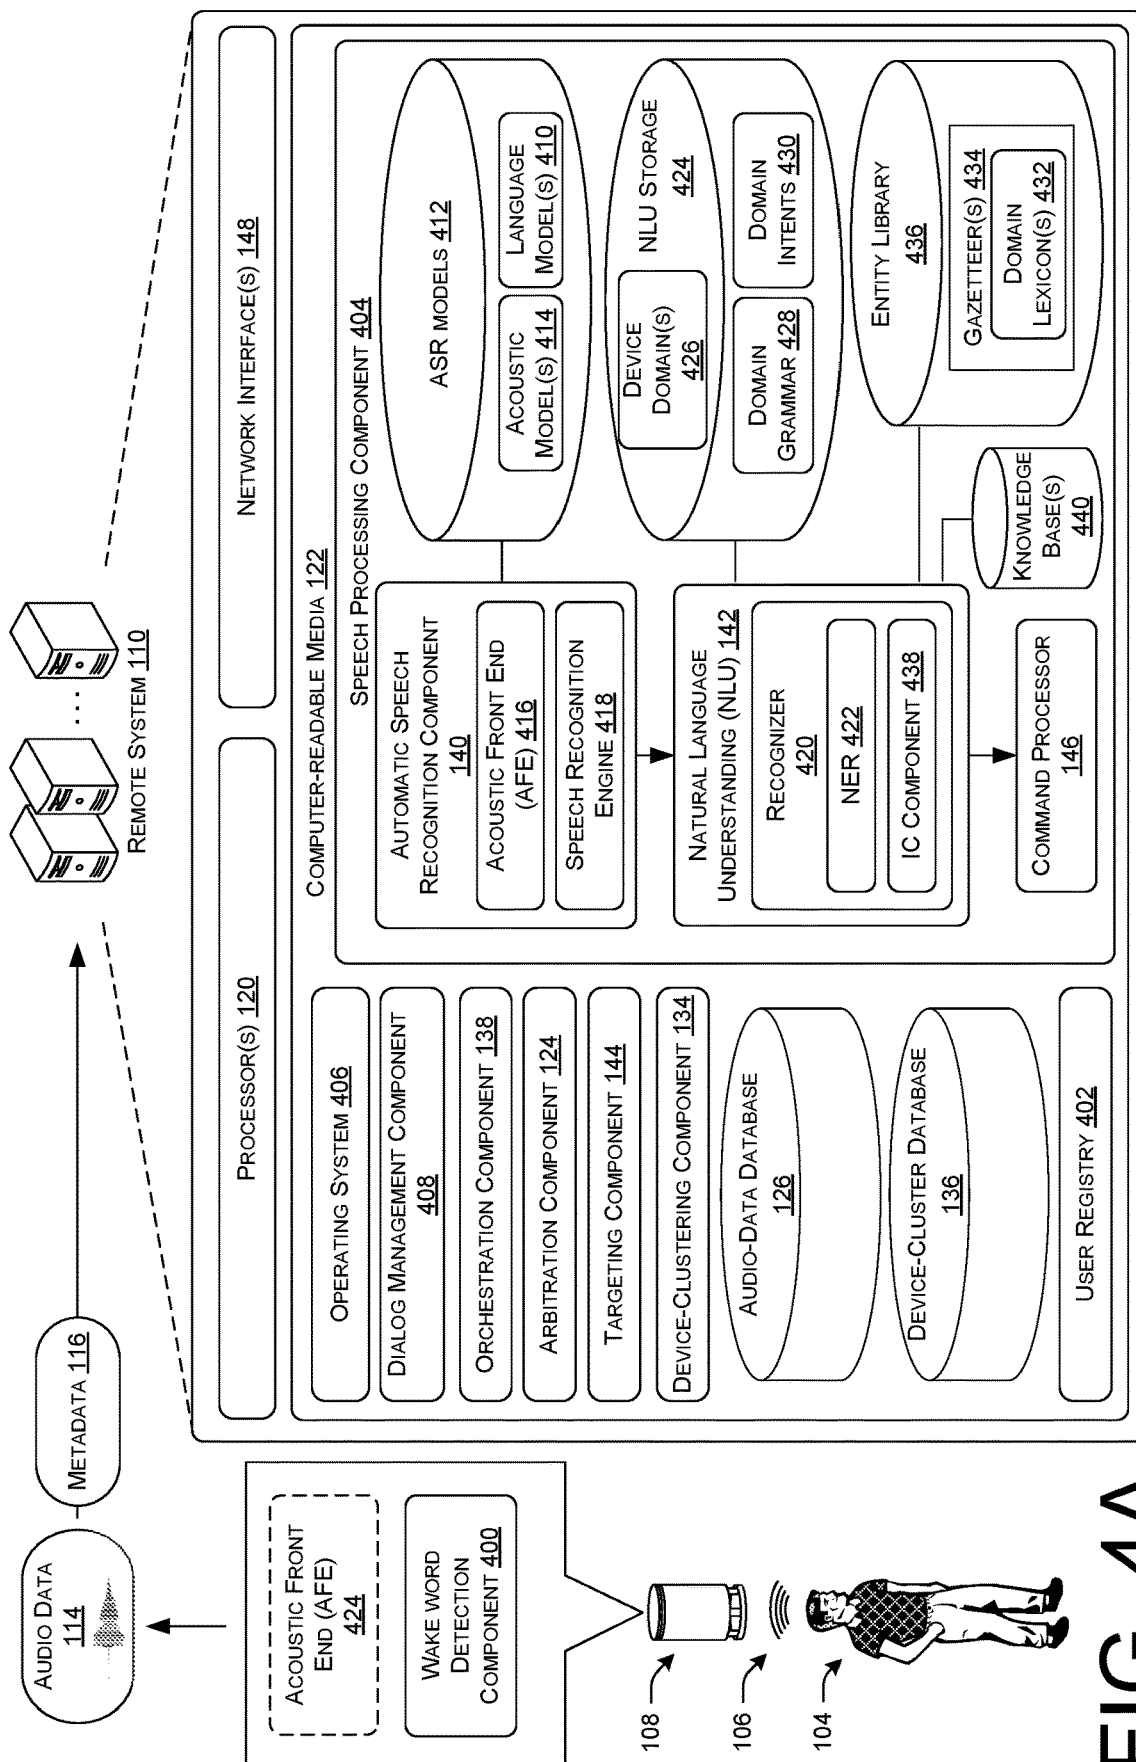 AUDIO DATA
114
METADATA 116
REMOTE SYSTEM 110
ACOUSTIC FRONT
END (AFE)
424
WAKE WORD
DETECTION
COMPONENT 400
108
106
104
PROCESSOR(S) 120
NETWORK INTERFACE(S) 148
COMPUTER-READABLE MEDIA 122
OPERATING SYSTEM 406
DIALOG MANAGEMENT COMPONENT
408
ORCHESTRATION COMPONENT 138
ARBITRATION COMPONENT 124
TARGETING COMPONENT 144
DEVICE-CLUSTERING COMPONENT 134
AUDIO-DATA DATABASE
126
DEVICE-CLUSTER DATABASE
136
USER REGISTRY 402
SPEECH PROCESSING COMPONENT 404
AUTOMATIC SPEECH
RECOGNITION COMPONENT
140
ACOUSTIC FRONT END
(AFE) 416
SPEECH RECOGNITION
ENGINE 418
ASR MODELS 412
ACOUSTIC
MODEL(S) 414
LANGUAGE
MODEL(S) 410
NATURAL LANGUAGE
UNDERSTANDING (NLU) 142
RECOGNIZER
420
NER 422
IC COMPONENT 438
NLU STORAGE
424
DEVICE
DOMAIN(S)
426
DOMAIN
GRAMMAR 428
DOMAIN
INTENTS 430
COMMAND PROCESSOR
146
KNOWLEDGE
BASE(S)
440
ENTITY LIBRARY
436
GAZETTEER(S) 434
DOMAIN
LEXICON(S) 432
FIG. 4A